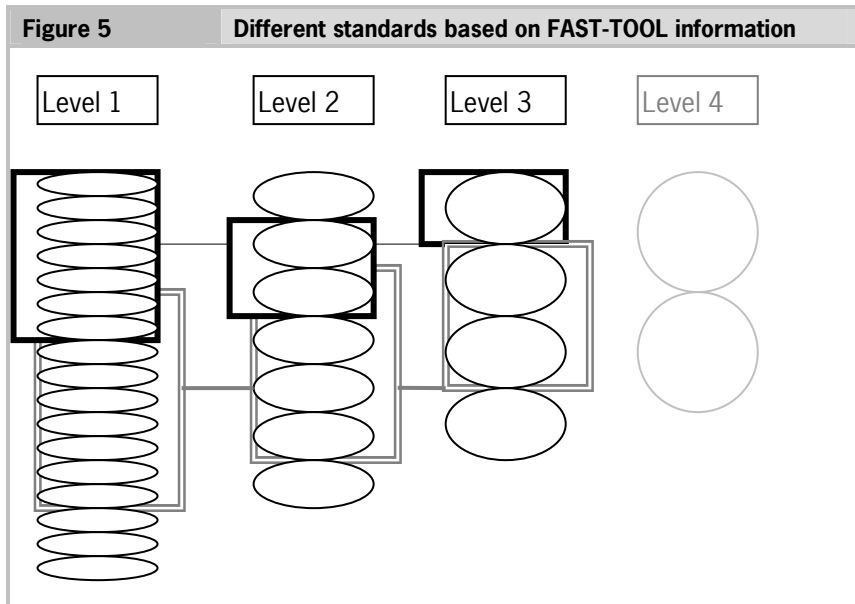 Figure 5 Different standards based on FAST-TOOL information
Level 1 Level 2 Level 3 Level 4